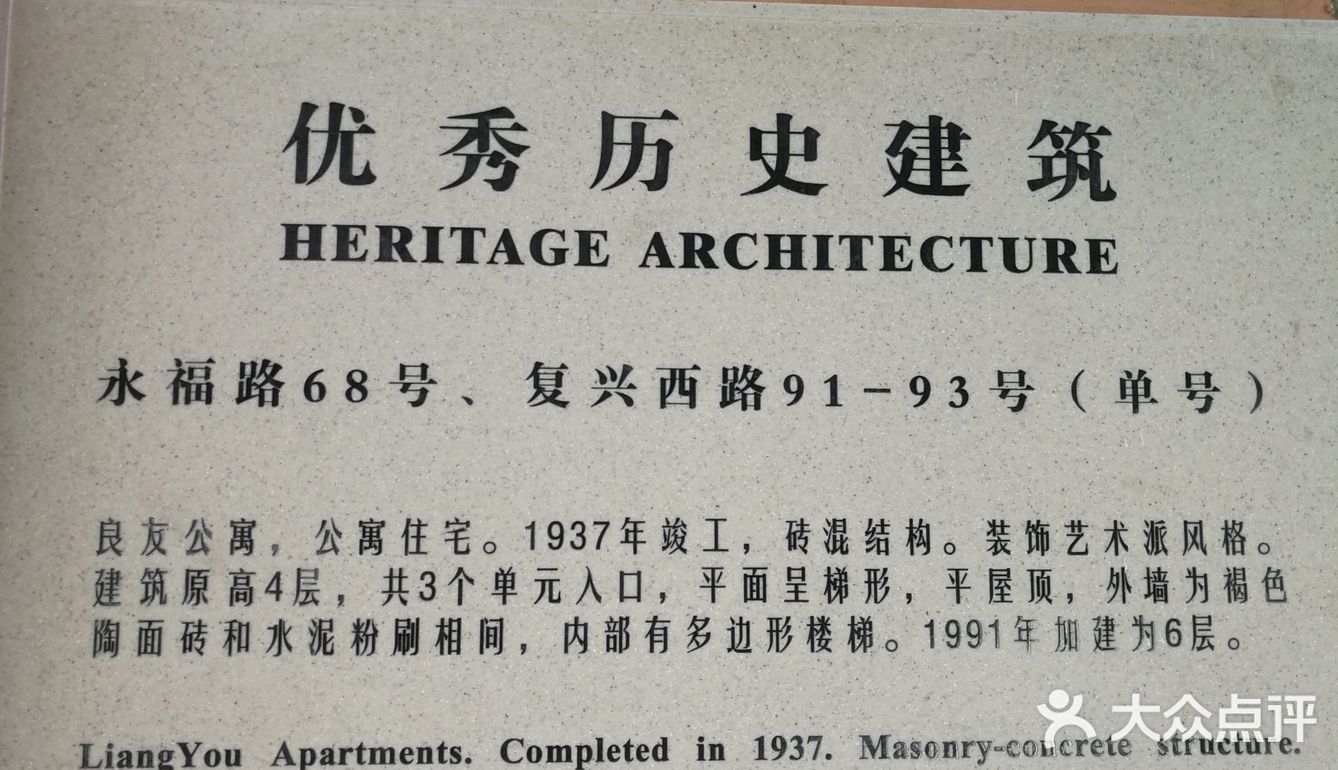 优秀历史建筑
HERITAGE ARCHITECTURE
永福路68号、复兴西路91-93号（单号）
良友公寓，公寓住宅。1937年竣工，砖混结构。装饰艺术派风格。
建筑原高4层，共3个单元入口，平面呈梯形，平屋顶，外墙为褐色
陶面砖和水泥粉刷相间，内部有多边形楼梯。1991年加建为6层。
LiangYou Apartments. Completed in 1937. Masonry-concrete structure.
大众点评